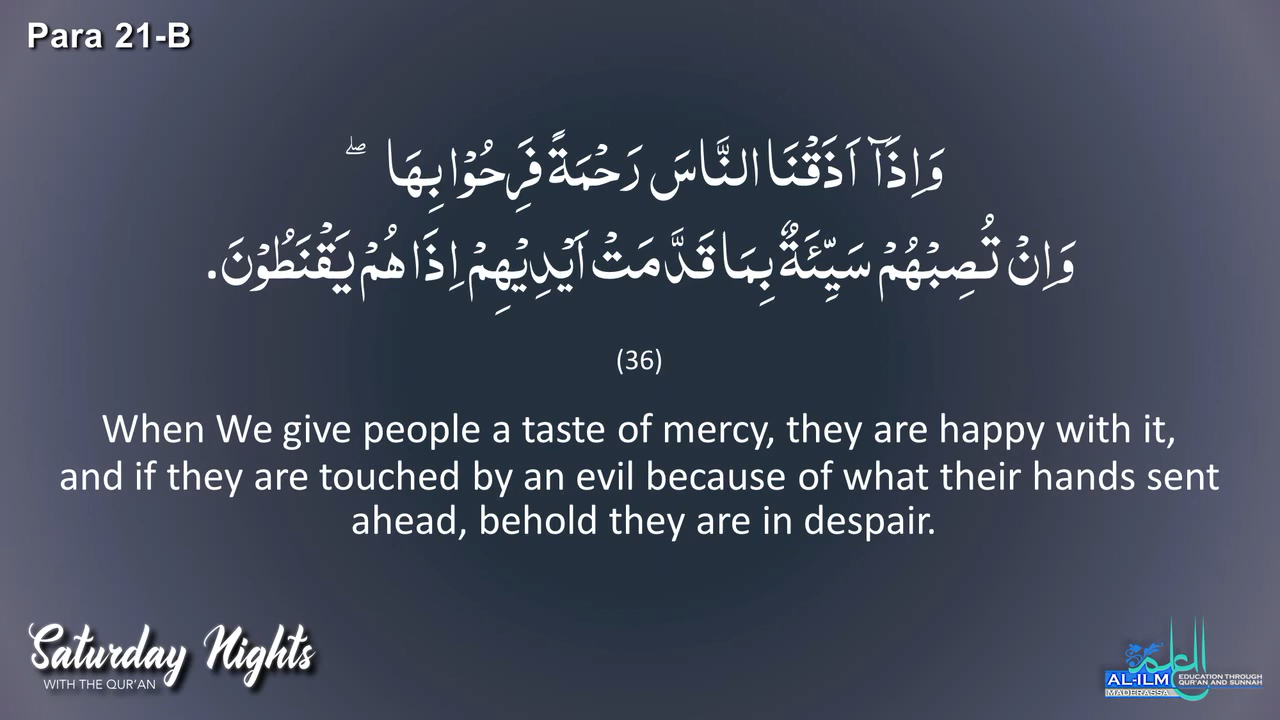 Para 21-B
وَاِذَاۤ اَذَقْنَا النَّاسَ رَحْمَةً فَرِحُوْا بِهَا ۖ
وَاِنْ تُصِبْهُمْ سَيِّئَةٌۢ بِمَا قَدَّمَتْ اَيْدِيْهِمْ اِذَا هُمْ يَقْنَطُوْنَ.
(36)
When We give people a taste of mercy, they are happy with it,
and if they are touched by an evil because of what their hands sent
ahead, behold they are in despair.
Saturday Nights
WITH THE QUR'AN
العلم
AL-ILM
MADERASSA
EDUCATION THROUGH
QUR'AN AND SUNNAH